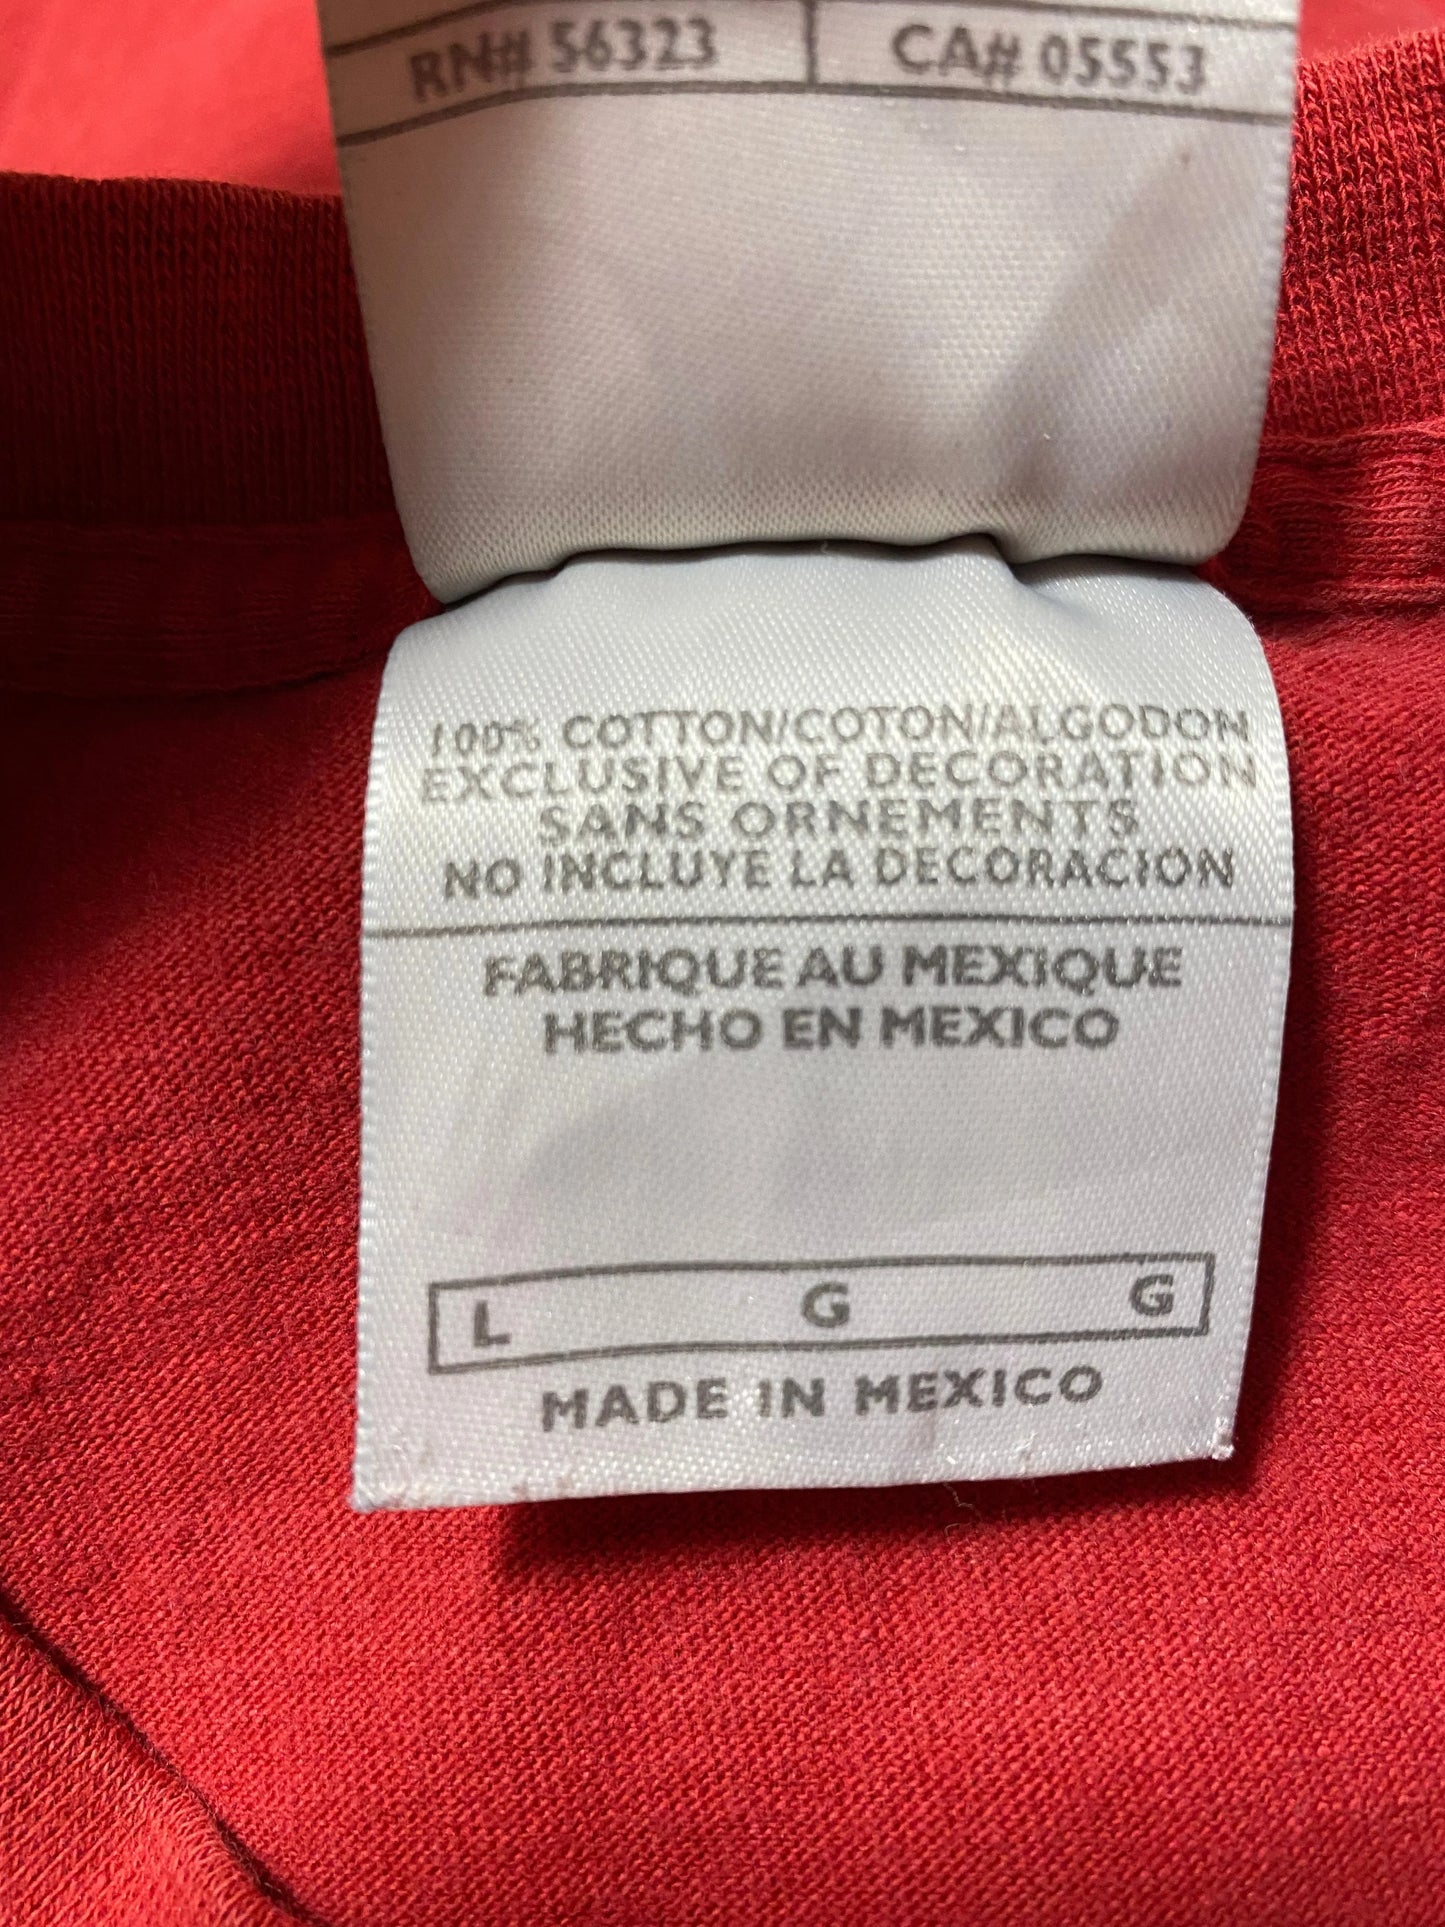 RN# 56323 CA# 05553
100% COTTON/COTON/ALGODON
EXCLUSIVE OF DECORATION
SANS ORNEMENTS
NO INCLUYE LA DECORACION
FABRIQUE AU MEXIQUE
HECHO EN MEXICO
L G G
MADE IN MEXICO